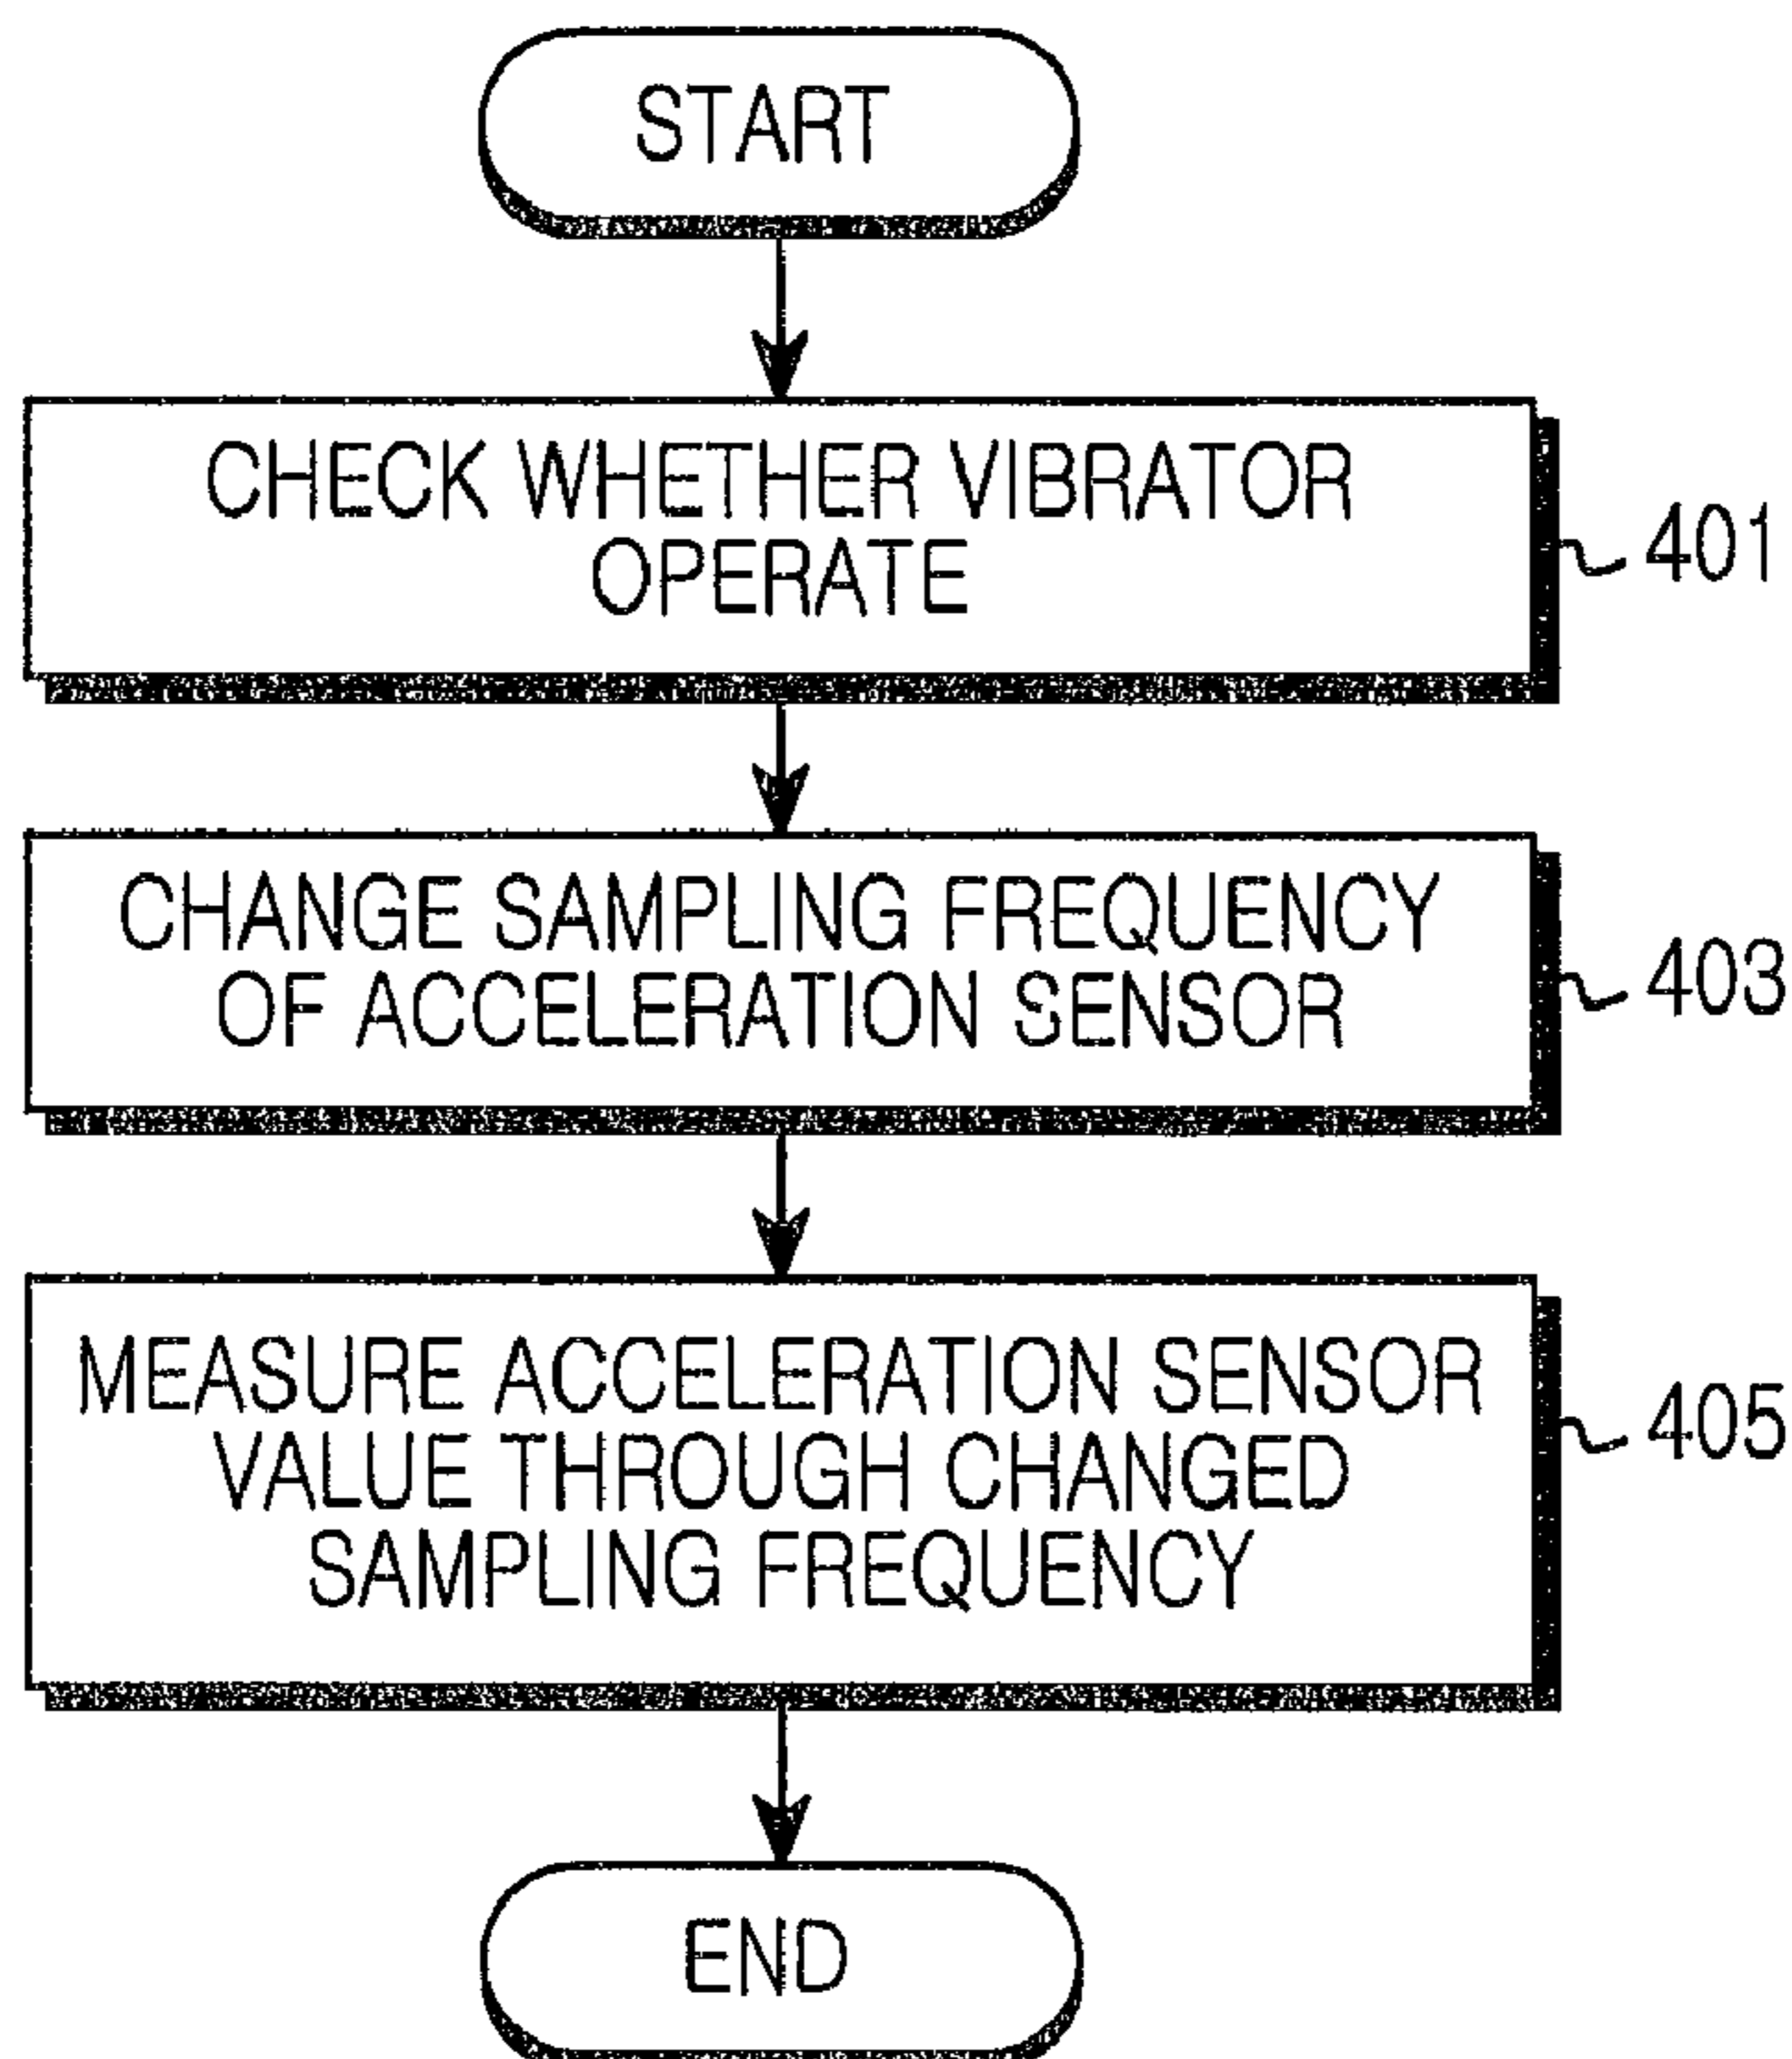 START
CHECK WHETHER VIBRATOR
OPERATE
401
CHANGE SAMPLING FREQUENCY
OF ACCELERATION SENSOR
403
MEASURE ACCELERATION SENSOR
VALUE THROUGH CHANGED
SAMPLING FREQUENCY
405
END